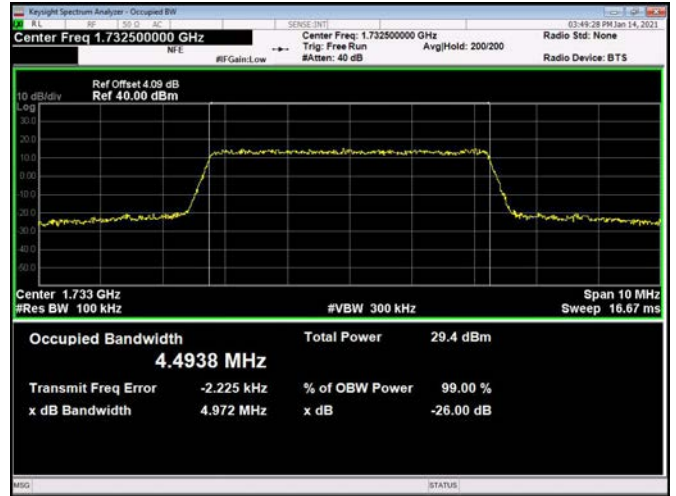 Keysight Spectrum Analyzer - Occupied BW
RL RF 50 Ω AC SENSE:INT 03:49:28 PM Jan 14, 2021
Center Freq 1.732500000 GHz Center Freq: 1.732500000 GHz Radio Std: None
NFE Trig: Free Run Avg|Hold: 200/200
#IFGain:Low #Atten: 40 dB Radio Device: BTS
Ref Offset 4.09 dB
10 dB/div Ref 40.00 dBm
Log
30.0
20.0
10.0
0.00
-10.0
-20.0
-30.0
-40.0
-50.0
Center 1.733 GHz Span 10 MHz
#Res BW 100 kHz #VBW 300 kHz Sweep 16.67 ms
Occupied Bandwidth Total Power 29.4 dBm
4.4938 MHz
Transmit Freq Error -2.225 kHz % of OBW Power 99.00 %
x dB Bandwidth 4.972 MHz x dB -26.00 dB
MSG STATUS